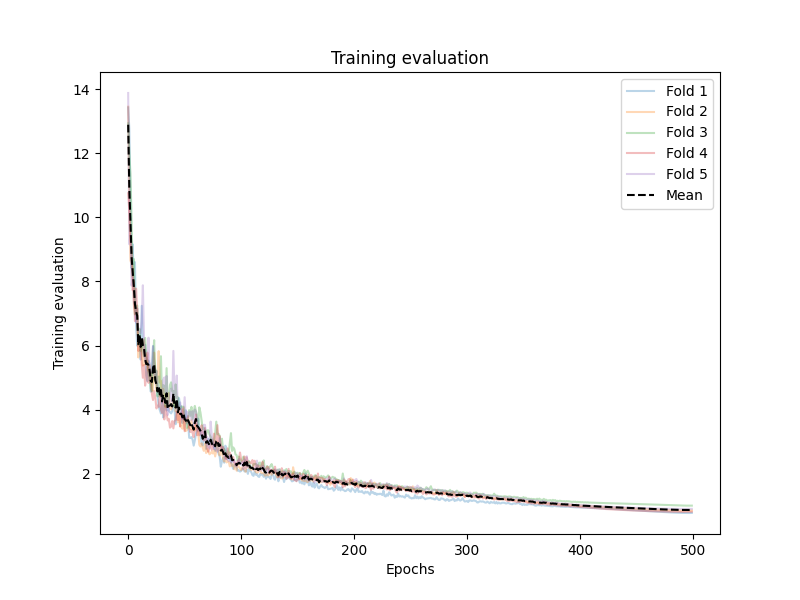 Training evaluation
Training evaluation
14
12
10
8
6
4
2
0
100
200
300
400
500
Epochs
Fold 1
Fold 2
Fold 3
Fold 4
Fold 5
Mean